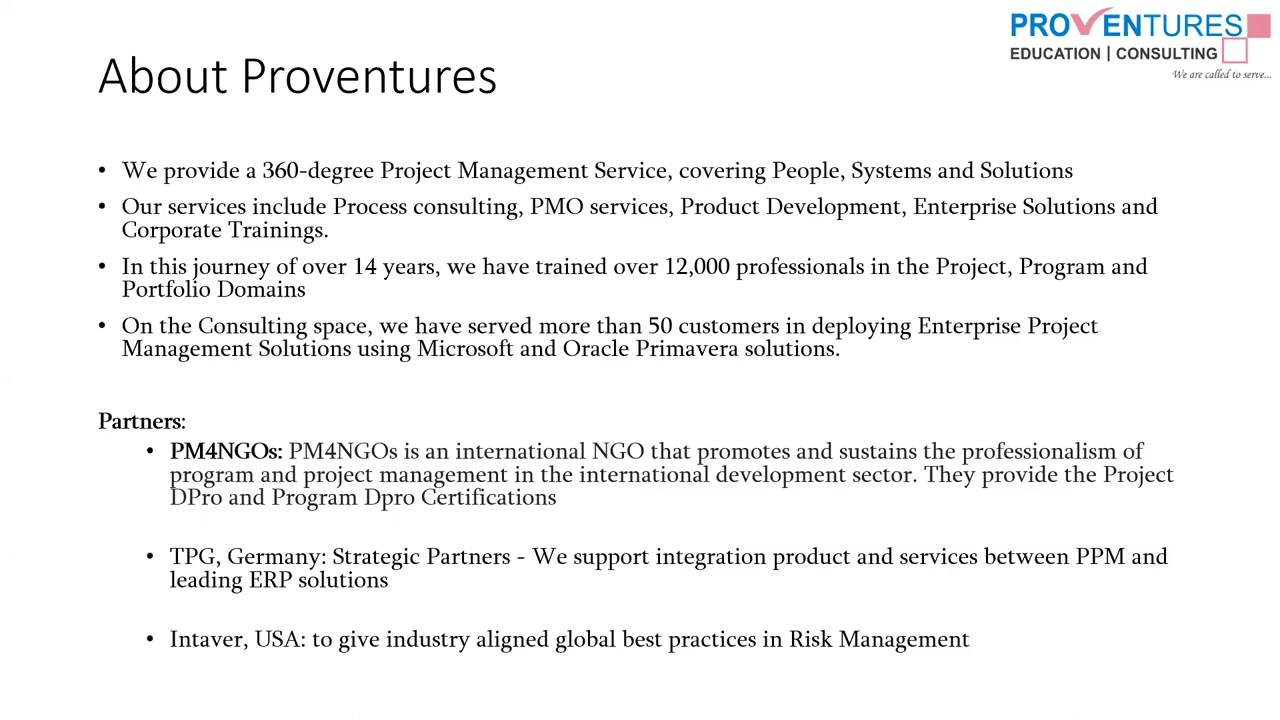 PROVENTURES
EDUCATION | CONSULTING
We are called to serve...
About Proventures
• We provide a 360-degree Project Management Service, covering People, Systems and Solutions
• Our services include Process consulting, PMO services, Product Development, Enterprise Solutions and
Corporate Trainings.
• In this journey of over 14 years, we have trained over 12,000 professionals in the Project, Program and
Portfolio Domains
• On the Consulting space, we have served more than 50 customers in deploying Enterprise Project
Management Solutions using Microsoft and Oracle Primavera solutions.
Partners:
• PM4NGOs: PM4NGOs is an international NGO that promotes and sustains the professionalism of
program and project management in the international development sector. They provide the Project
DPro and Program Dpro Certifications
• TPG, Germany: Strategic Partners - We support integration product and services between PPM and
leading ERP solutions
• Intaver, USA: to give industry aligned global best practices in Risk Management